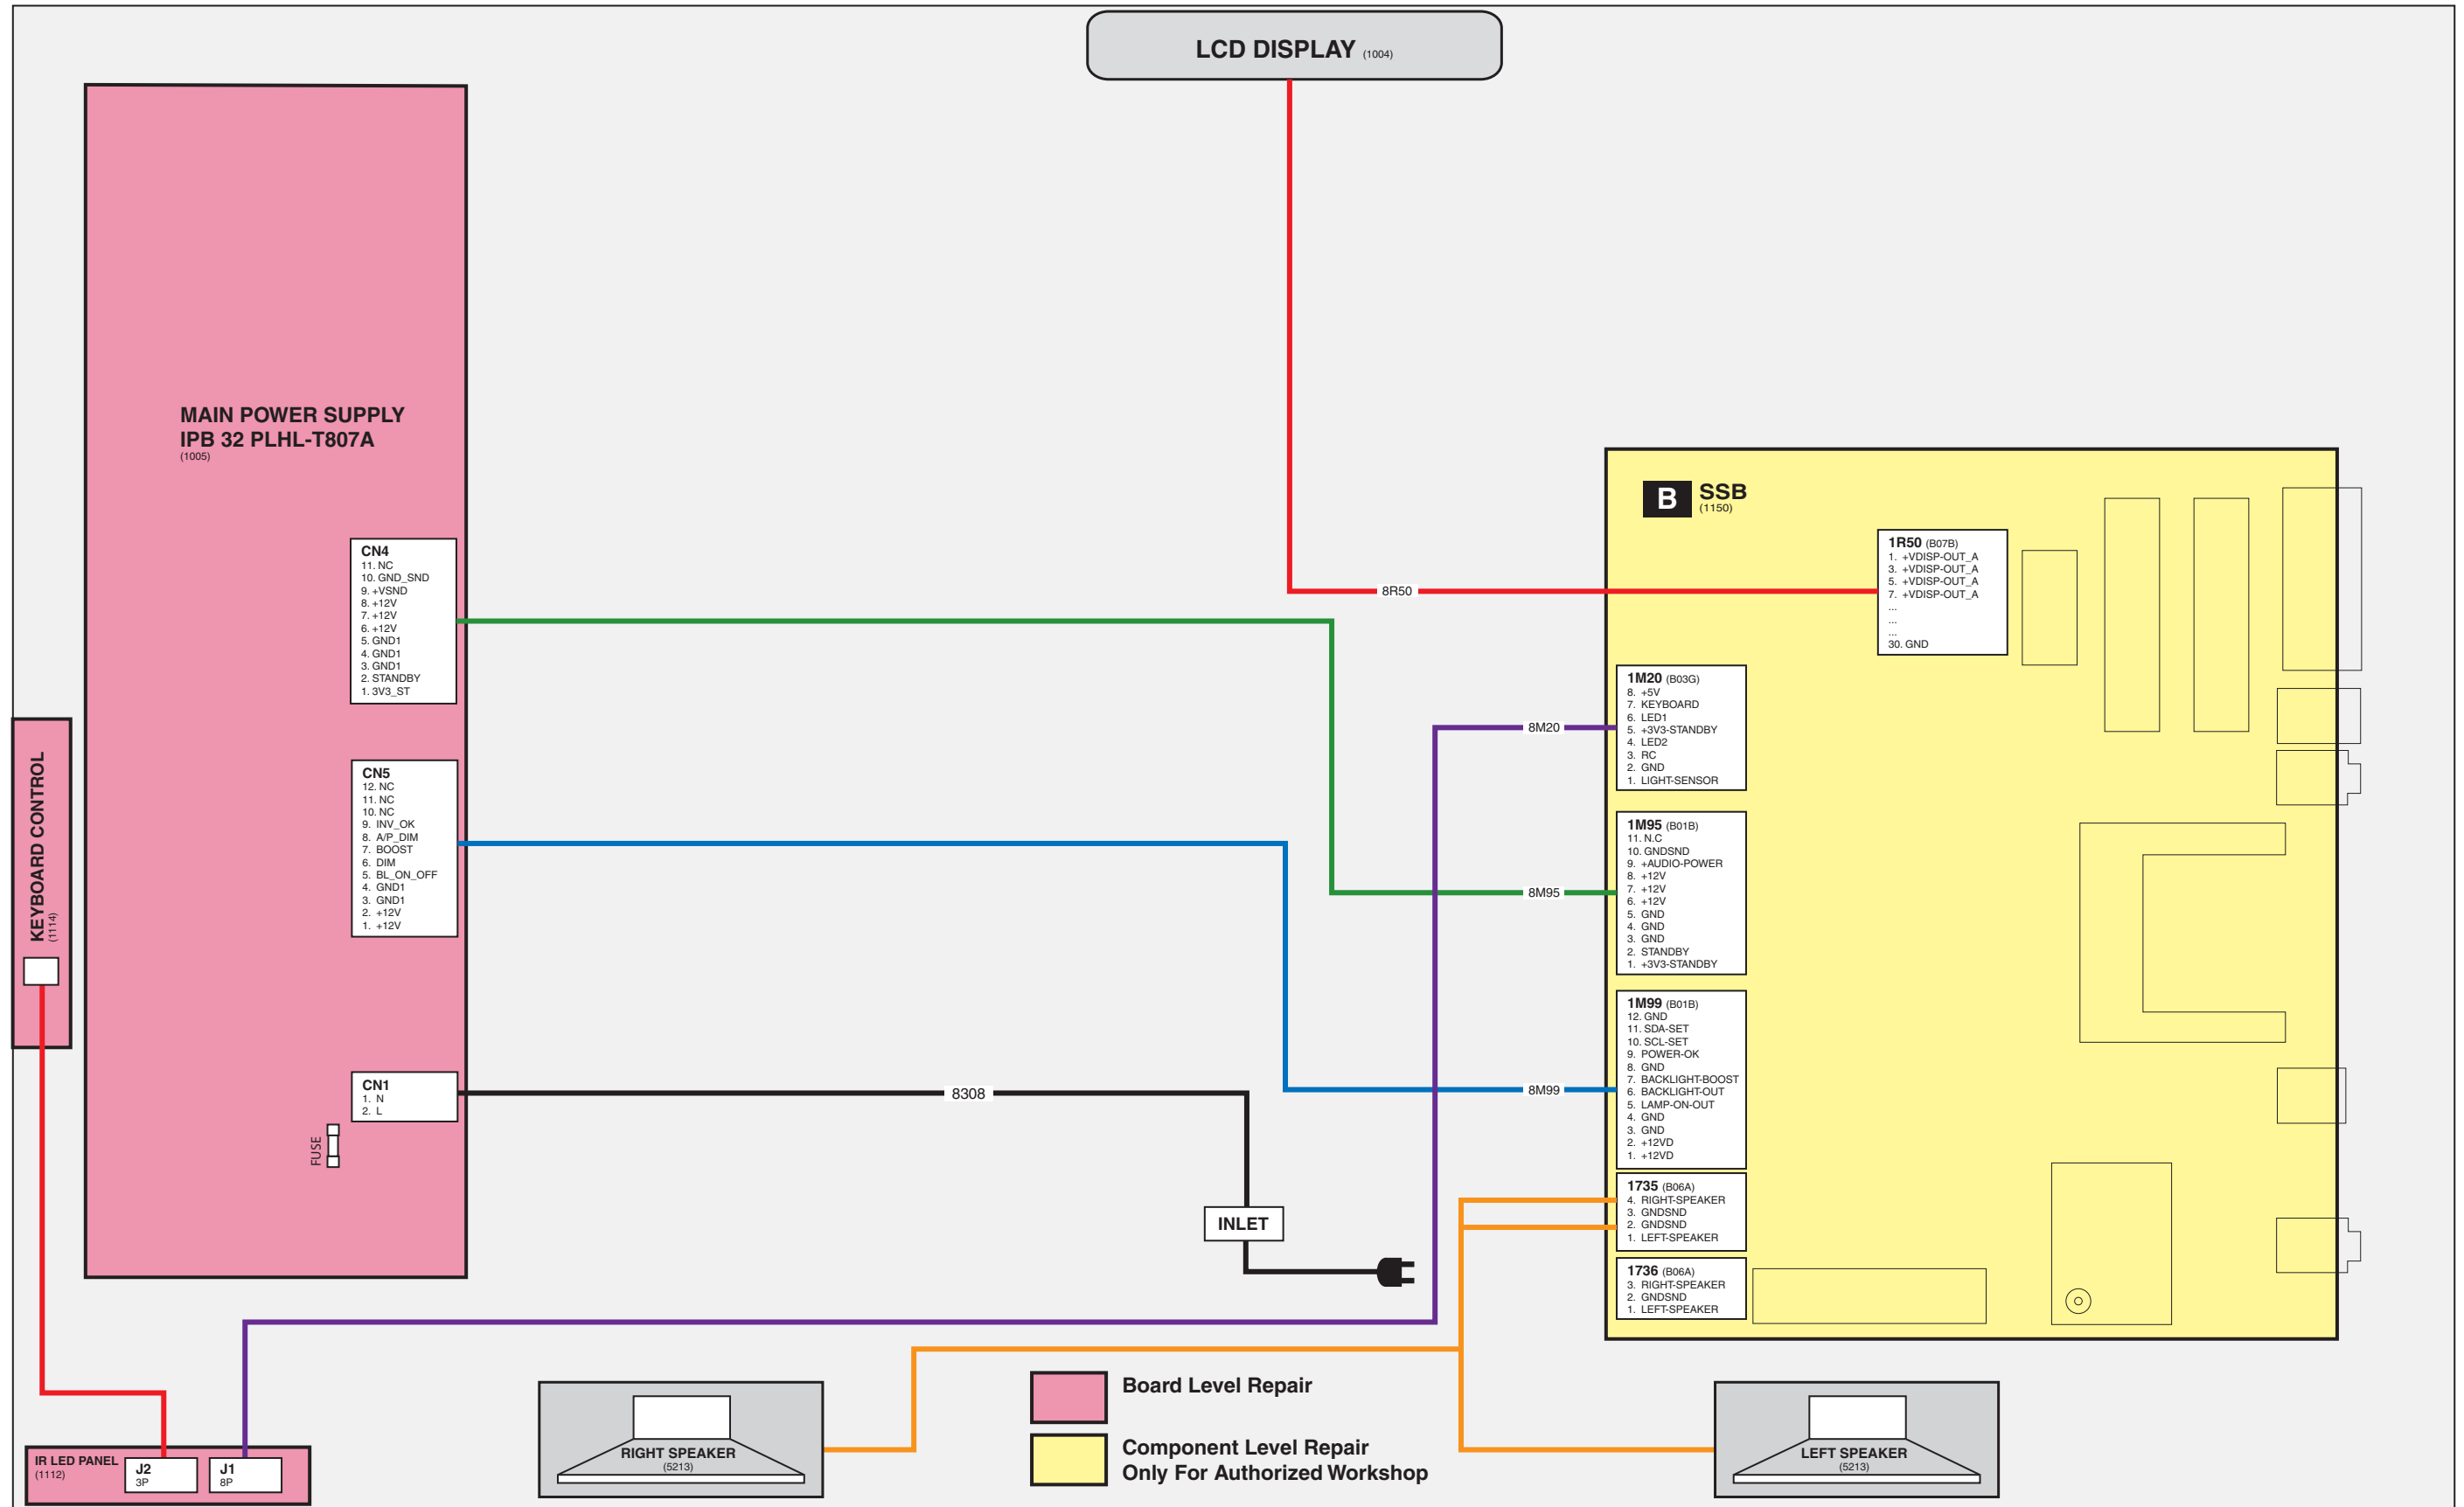 LCD DISPLAY (1004)
MAIN POWER SUPPLY
IPB 32 PLHL-T807A
(1005)
CN4
11. NC
10. GND_SND
9. +VSND
8. +12V
7. +12V
6. +12V
5. GND1
4. GND1
3. GND1
2. STANDBY
1. 3V3_ST
CN5
12. NC
11. NC
10. NC
9. INV_OK
8. A/P_DIM
7. BOOST
6. DIM
5. BL_ON_OFF
4. GND1
3. GND1
2. +12V
1. +12V
CN1
1. N
2. L
FUSE
KEYBOARD CONTROL
(1114)
8R50
8M20
8M95
8M99
8308
INLET
B SSB
(1150)
1R50 (B07B)
1. +VDISP-OUT_A
3. +VDISP-OUT_A
5. +VDISP-OUT_A
7. +VDISP-OUT_A
...
...
...
30. GND
1M20 (B03G)
8. +5V
7. KEYBOARD
6. LED1
5. +3V3-STANDBY
4. LED2
3. RC
2. GND
1. LIGHT-SENSOR
1M95 (B01B)
11. N.C
10. GNDSND
9. +AUDIO-POWER
8. +12V
7. +12V
6. +12V
5. GND
4. GND
3. GND
2. STANDBY
1. +3V3-STANDBY
1M99 (B01B)
12. GND
11. SDA-SET
10. SCL-SET
9. POWER-OK
8. GND
7. BACKLIGHT-BOOST
6. BACKLIGHT-OUT
5. LAMP-ON-OUT
4. GND
3. GND
2. +12VD
1. +12VD
1735 (B06A)
4. RIGHT-SPEAKER
3. GNDSND
2. GNDSND
1. LEFT-SPEAKER
1736 (B06A)
3. RIGHT-SPEAKER
2. GNDSND
1. LEFT-SPEAKER
IR LED PANEL
(1112)
J2
3P
J1
8P
RIGHT SPEAKER
(5213)
Board Level Repair
Component Level Repair
Only For Authorized Workshop
LEFT SPEAKER
(5213)